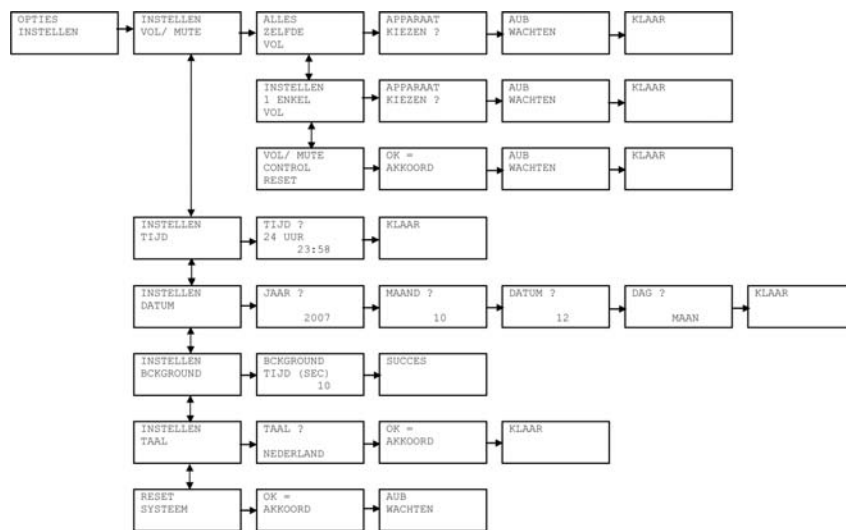 OPTIES
INSTELLEN
INSTELLEN
VOL/ MUTE
ALLES
ZELFDE
VOL
APPARAAT
KIEZEN ?
AUB
WACHTEN
KLAAR
INSTELLEN
1 ENKEL
VOL
APPARAAT
KIEZEN ?
AUB
WACHTEN
KLAAR
VOL/ MUTE
CONTROL
RESET
OK =
AKKOORD
AUB
WACHTEN
KLAAR
INSTELLEN
TIJD
TIJD ?
24 UUR
23:58
KLAAR
INSTELLEN
DATUM
JAAR ?
2007
MAAND ?
10
DATUM ?
12
DAG ?
MAAN
KLAAR
INSTELLEN
BCKGROUND
BCKGROUND
TIJD (SEC)
10
SUCCES
INSTELLEN
TAAL
TAAL ?
NEDERLAND
OK =
AKKOORD
KLAAR
RESET
SYSTEEM
OK =
AKKOORD
AUB
WACHTEN